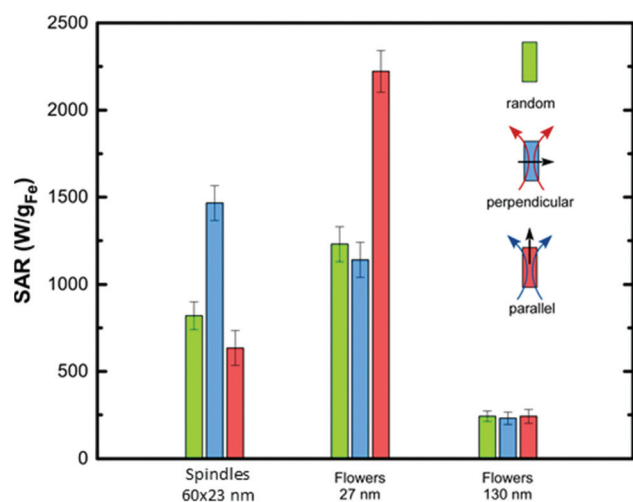 2500
2000
1500
1000
500
0
SAR (W/gFe)
random
perpendicular
parallel
Spindles
60x23 nm
Flowers
27 nm
Flowers
130 nm